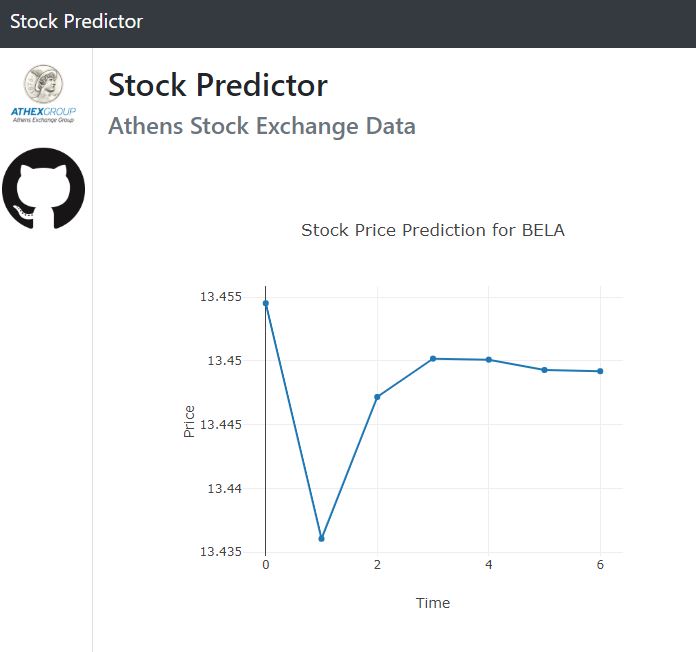 Stock Predictor
ATHEXGROUP
Athens Exchange Group
Stock Predictor
Athens Stock Exchange Data
Stock Price Prediction for BELA
13.455
13.45
13.445
13.44
13.435
Price
0 2 4 6
Time